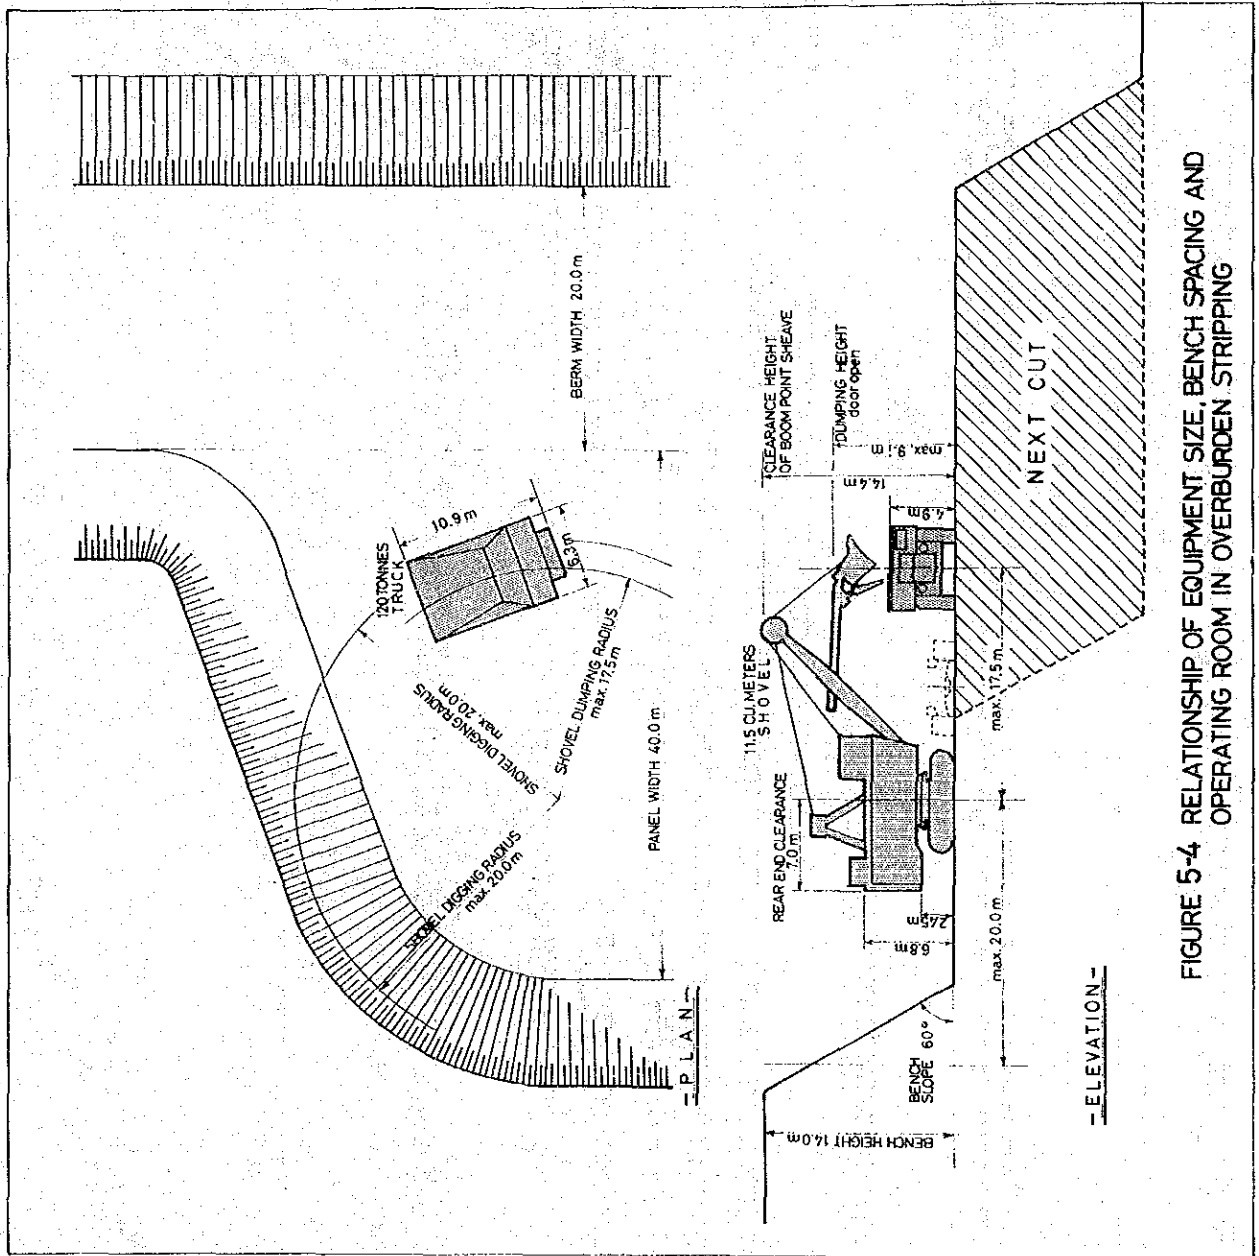 120 TONNES
TRUCK
10.9 m
6.3 m
BERM WIDTH 20.0 m
SHOVEL DIGGING RADIUS
max. 20.0 m
SHOVEL DUMPING RADIUS
max. 17.5 m
SHOVEL DIGGING RADIUS
max. 20.0 m
PANEL WIDTH 40.0 m
- P L A N -
CLEARANCE HEIGHT
OF BOOM POINT SHEAVE
DUMPING HEIGHT
door open
11.5 CU. METERS
SHOVEL
REAR END CLEARANCE
7.0 m
14.4 m
max. 9.1 m
4.9 m
6.8 m
2.45 m
BENCH HEIGHT 14.0 m
BENCH
SLOPE 60°
max. 20.0 m
max. 17.5 m
NEXT CUT
- ELEVATION -
FIGURE 5-4 RELATIONSHIP OF EQUIPMENT SIZE, BENCH SPACING AND
OPERATING ROOM IN OVERBURDEN STRIPPING